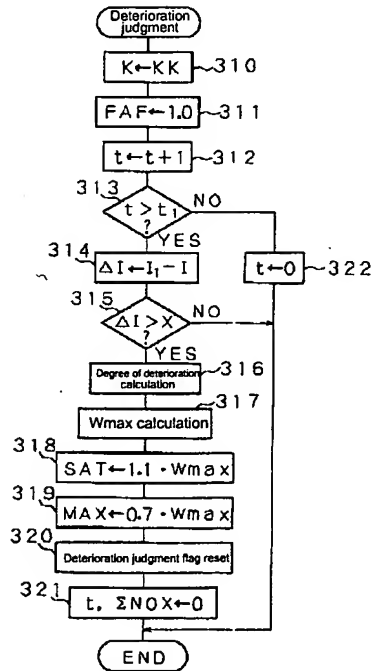 Deterioration
judgment
K←KK
310
FAF←1.0
311
t←t+1
312
313
t>t₁
?
NO
YES
314
ΔI←I₁-I
t←0
322
315
ΔI>X
?
NO
YES
Degree of deterioration
calculation
316
317
Wmax calculation
318
SAT←1.1·Wmax
319
MAX←0.7·Wmax
320
Deterioration judgment flag reset
321
t, ΣNOX←0
END